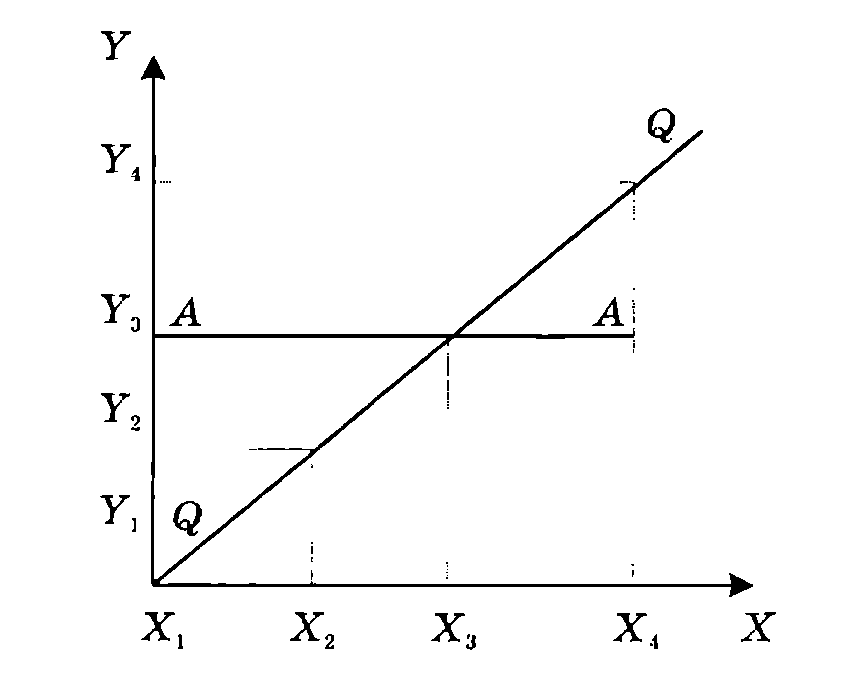 Y
Q
Y₄
Y₃ A A
Y₂
Y₁ Q
X₁ X₂ X₃ X₄ X